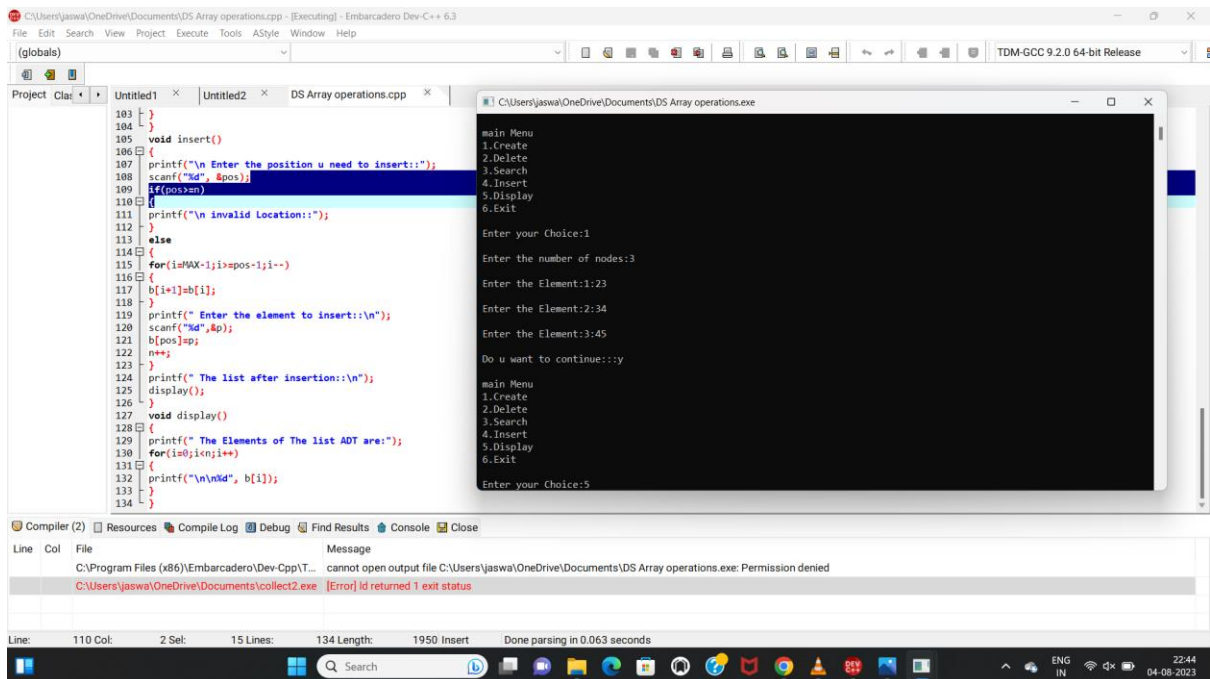 C:\Users\jaswa\OneDrive\Documents\DS Array operations.cpp - [Executing] - Embarcadero Dev-C++ 6.3
File Edit Search View Project Execute Tools AStyle Window Help
(globals)
TDM-GCC 9.2.0 64-bit Release
Project Clas
Untitled1 Untitled2 DS Array operations.cpp
103 }
104 }
105 void insert()
106 {
107 printf("\n Enter the position u need to insert::");
108 scanf("%d", &pos);
109 if(pos>=n)
110 {
111 printf("\n invalid Location::");
112 }
113 else
114 {
115 for(i=MAX-1;i>=pos-1;i--)
116 {
117 b[i+1]=b[i];
118 }
119 printf(" Enter the element to insert::\n");
120 scanf("%d",&p);
121 b[pos]=p;
122 n++;
123 }
124 printf(" The list after insertion::\n");
125 display();
126 }
127 void display()
128 {
129 printf(" The Elements of The list ADT are:");
130 for(i=0;i<n;i++)
131 {
132 printf("\n\n%d", b[i]);
133 }
134 }
C:\Users\jaswa\OneDrive\Documents\DS Array operations.exe
main Menu
1.Create
2.Delete
3.Search
4.Insert
5.Display
6.Exit
Enter your Choice:1
Enter the number of nodes:3
Enter the Element:1:23
Enter the Element:2:34
Enter the Element:3:45
Do u want to continue:::y
main Menu
1.Create
2.Delete
3.Search
4.Insert
5.Display
6.Exit
Enter your Choice:5
Compiler (2) Resources Compile Log Debug Find Results Console Close
Line Col File Message
C:\Program Files (x86)\Embarcadero\Dev-Cpp\T... cannot open output file C:\Users\jaswa\OneDrive\Documents\DS Array operations.exe: Permission denied
C:\Users\jaswa\OneDrive\Documents\collect2.exe [Error] ld returned 1 exit status
Line: 110 Col: 2 Sel: 15 Lines: 134 Length: 1950 Insert Done parsing in 0.063 seconds
Search
DEV C++
ENG IN
22:44
04-08-2023